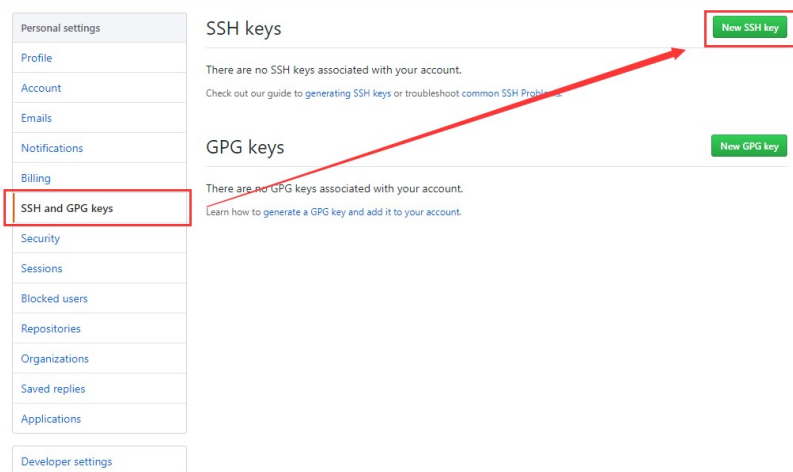 Personal settings
Profile
Account
Emails
Notifications
Billing
SSH and GPG keys
Security
Sessions
Blocked users
Repositories
Organizations
Saved replies
Applications
Developer settings
SSH keys
New SSH key
There are no SSH keys associated with your account.
Check out our guide to generating SSH keys or troubleshoot common SSH Problems.
GPG keys
New GPG key
There are no GPG keys associated with your account.
Learn how to generate a GPG key and add it to your account.